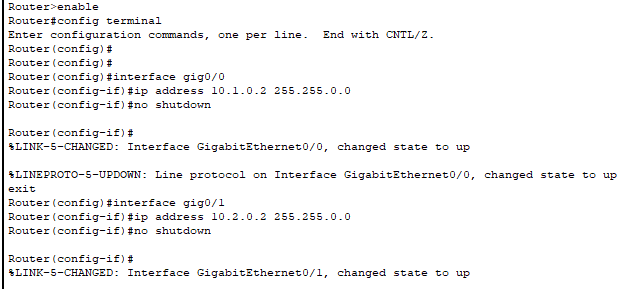 Router>enable
Router#config terminal
Enter configuration commands, one per line.  End with CNTL/Z.
Router(config)#
Router(config)#
Router(config)#interface gig0/0
Router(config-if)#ip address 10.1.0.2 255.255.0.0
Router(config-if)#no shutdown
Router(config-if)#
%LINK-5-CHANGED: Interface GigabitEthernet0/0, changed state to up
%LINEPROTO-5-UPDOWN: Line protocol on Interface GigabitEthernet0/0, changed state to up
exit
Router(config)#interface gig0/1
Router(config-if)#ip address 10.2.0.2 255.255.0.0
Router(config-if)#no shutdown
Router(config-if)#
%LINK-5-CHANGED: Interface GigabitEthernet0/1, changed state to up